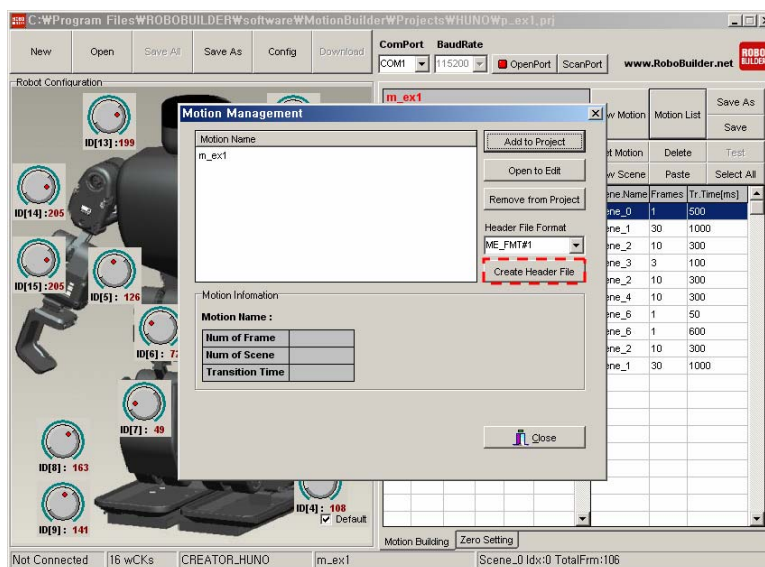 C:₩Program Files₩ROBOBUILDER₩software₩MotionBuilder₩Projects₩HUNO₩p_ex1.prj
New Open Save All Save As Config Download
ComPort BaudRate
COM1 115200 OpenPort ScanPort www.RoboBuilder.net ROBO BUILDER
Robot Configuration
m_ex1
Motion Management
Motion List Save As
Save
Delete Test
Paste Select All
Motion Name
m_ex1
Add to Project
Open to Edit
Remove from Project
Header File Format
ME_FMT#1
Create Header File
Motion Infomation
Motion Name :
Num of Frame
Num of Scene
Transition Time
Close
ID[13] :199
ID[14] :205
ID[15] :205
ID[5] : 126
ID[6] :
ID[7] : 49
ID[8] : 163
ID[9] : 141
ID[4] : 108
Default
Frames Tr.Time[ms]
1 500
30 1000
10 300
3 100
10 300
10 300
1 50
1 600
10 300
30 1000
Motion Building Zero Setting
Not Connected 16 wCKs CREATOR_HUNO m_ex1 Scene_0 Idx:0 TotalFrm:106